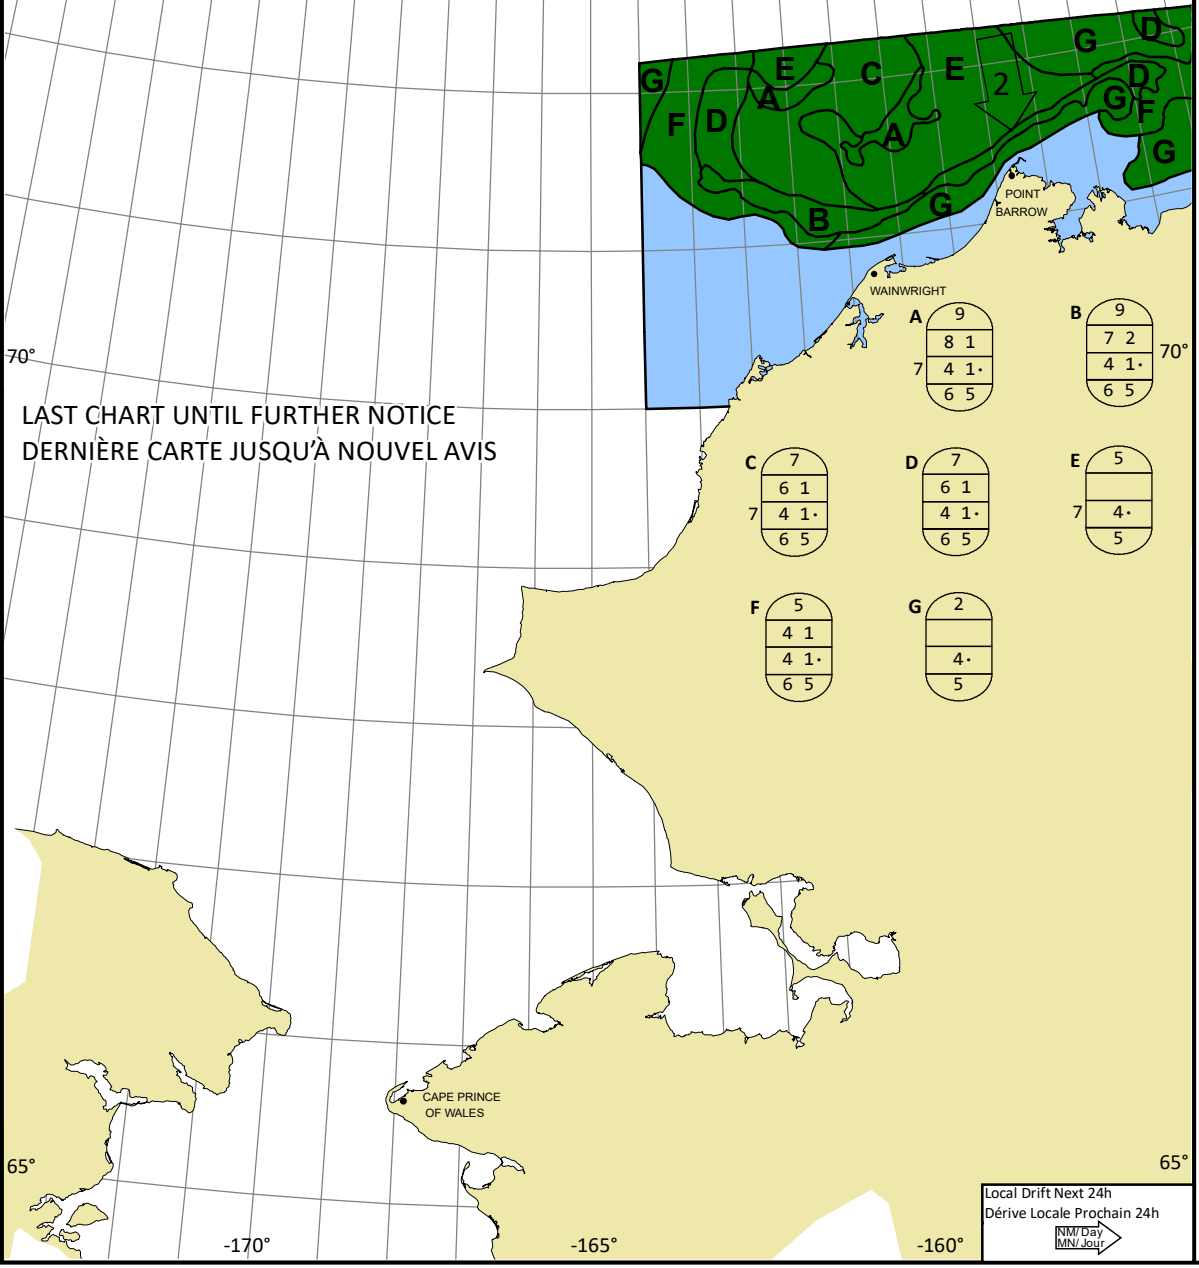 G
E
C
E
2
G
D
D
A
F
D
G
F
A
G
B
G
POINT
BARROW
WAINWRIGHT
70°
70°
LAST CHART UNTIL FURTHER NOTICE
DERNIÈRE CARTE JUSQU'À NOUVEL AVIS
A
9
8 1
7 4 1·
6 5
B
9
7 2
4 1·
6 5
C
7
6 1
7 4 1·
6 5
D
7
6 1
4 1·
6 5
E
5
7 4·
5
F
5
4 1
4 1·
6 5
G
2
4·
5
CAPE PRINCE
OF WALES
65°
65°
-170°
-165°
-160°
Local Drift Next 24h
Dérive Locale Prochain 24h
NM/Day
MN/Jour